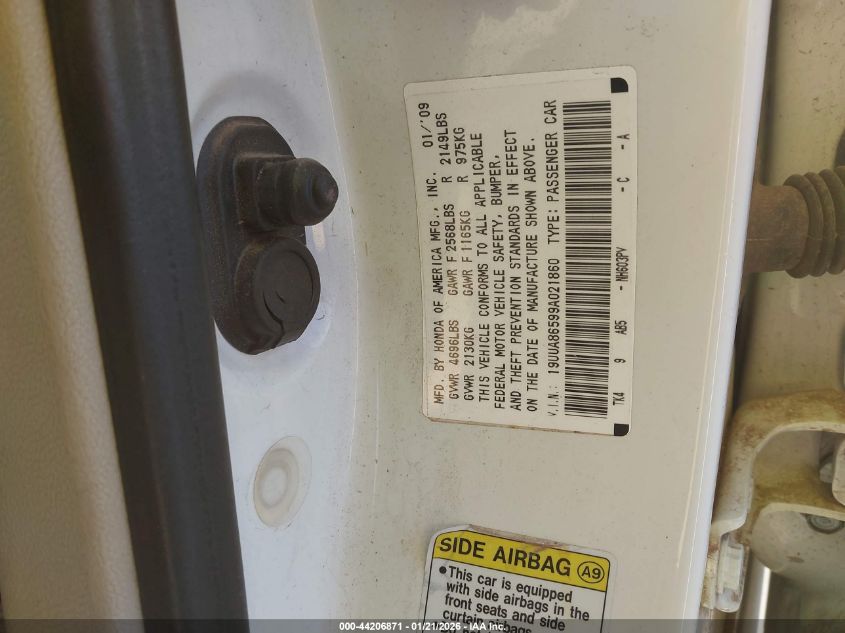 MFD. BY HONDA OF AMERICA MFG., INC. 01/'09
GVWR 4696LBS GAWR F 2568LBS R 2149LBS
GVWR 2130KG GAWR F 1165KG R 975KG
THIS VEHICLE CONFORMS TO ALL APPLICABLE
FEDERAL MOTOR VEHICLE SAFETY, BUMPER,
AND THEFT PREVENTION STANDARDS IN EFFECT
ON THE DATE OF MANUFACTURE SHOWN ABOVE.
V.I.N.: 19UUA86599A021860 TYPE: PASSENGER CAR
TK4 9 AB5 - NH603PV - C - A
SIDE AIRBAG A9
•This car is equipped
with side airbags in the
front seats and side
curtain airbags.
000-44206871 - 01/21/2026 - IAA Inc.